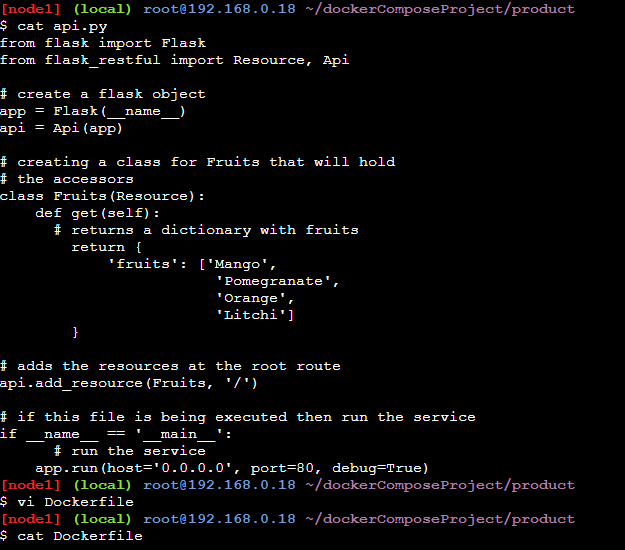 [node1] (local) root@192.168.0.18 ~/dockerComposeProject/product
$ cat api.py
from flask import Flask
from flask_restful import Resource, Api

# create a flask object
app = Flask(__name__)
api = Api(app)

# creating a class for Fruits that will hold
# the accessors
class Fruits(Resource):
    def get(self):
      # returns a dictionary with fruits
        return {
            'fruits': ['Mango',
                        'Pomegranate',
                        'Orange',
                        'Litchi']
        }

# adds the resources at the root route
api.add_resource(Fruits, '/')

# if this file is being executed then run the service
if __name__ == '__main__':
      # run the service
    app.run(host='0.0.0.0', port=80, debug=True)
[node1] (local) root@192.168.0.18 ~/dockerComposeProject/product
$ vi Dockerfile
[node1] (local) root@192.168.0.18 ~/dockerComposeProject/product
$ cat Dockerfile